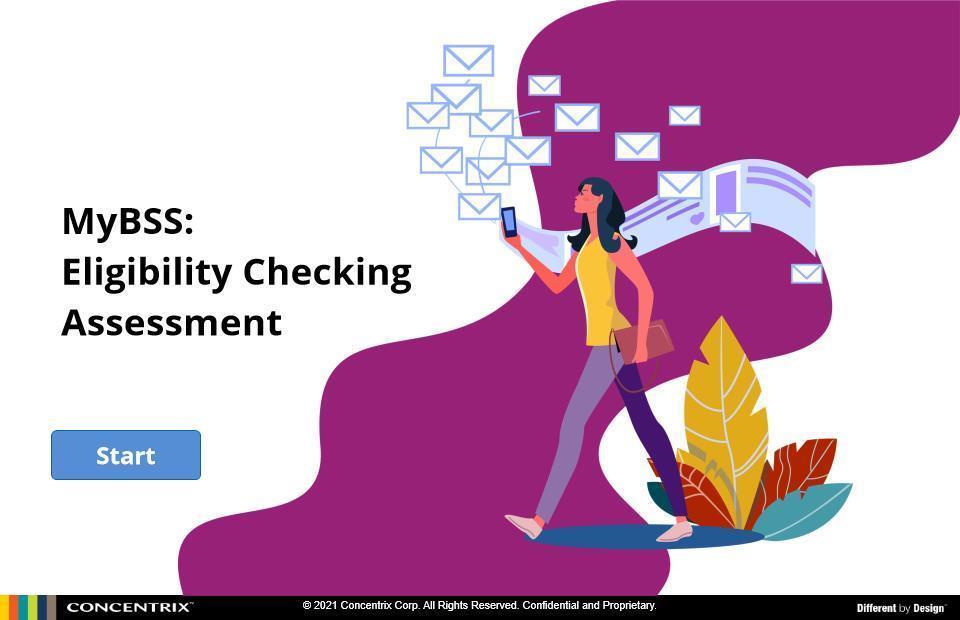 MyBSS:
Eligibility Checking
Assessment
Start
CONCENTRIX™
© 2021 Concentrix Corp. All Rights Reserved. Confidential and Proprietary.
Different by Design™